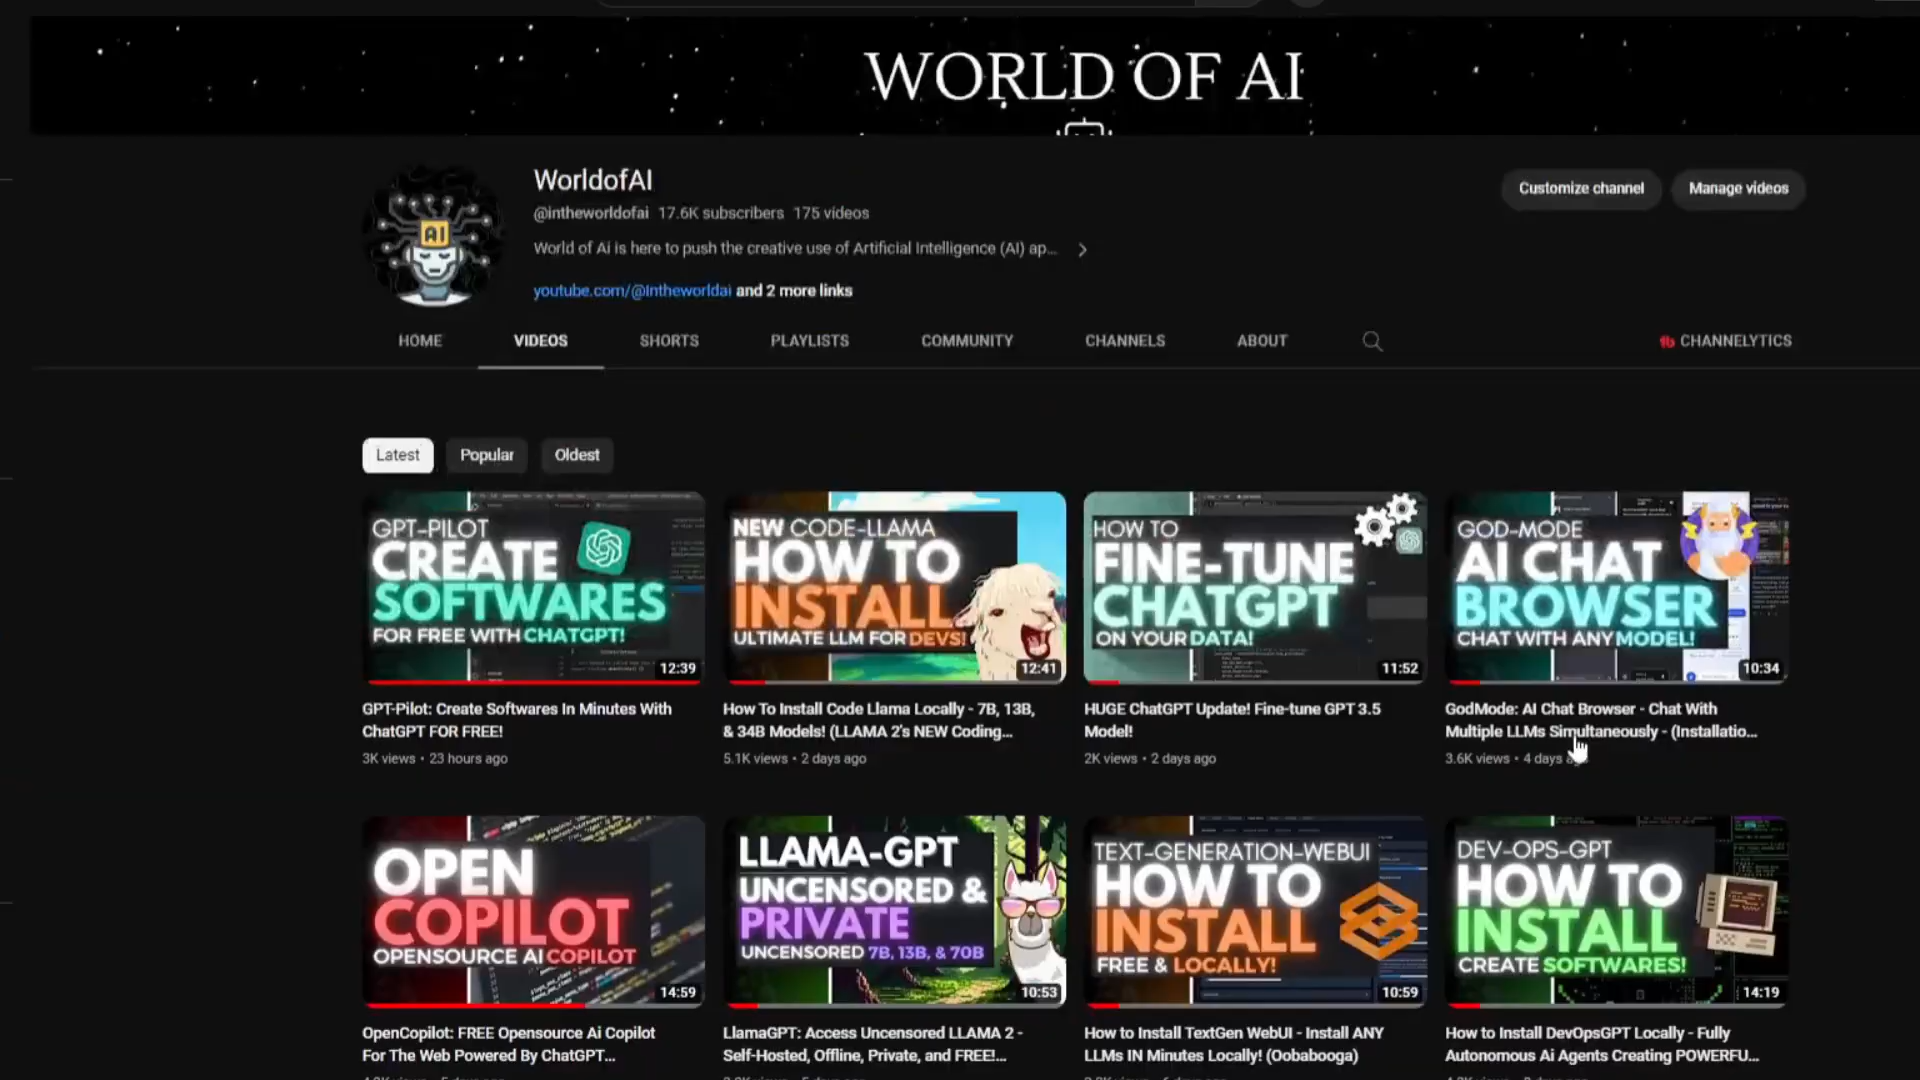 WORLD OF AI
WorldofAI
@intheworldofai 17.6K subscribers 175 videos
World of Ai is here to push the creative use of Artificial Intelligence (AI) ap...
youtube.com/@Intheworldai and 2 more links
Customize channel
Manage videos
AI
HOME
VIDEOS
SHORTS
PLAYLISTS
COMMUNITY
CHANNELS
ABOUT
CHANNELYTICS
Latest
Popular
Oldest
GPT-PILOT
CREATE
SOFTWARES
FOR FREE WITH CHATGPT!
12:39
NEW CODE-LLAMA
HOW TO
INSTALL
ULTIMATE LLM FOR DEVS!
12:41
HOW TO
FINE-TUNE
CHATGPT
ON YOUR DATA!
11:52
GOD-MODE
AI CHAT
BROWSER
CHAT WITH ANY MODEL!
10:34
GPT-Pilot: Create Softwares In Minutes With
ChatGPT FOR FREE!
3K views • 23 hours ago
How To Install Code Llama Locally - 7B, 13B,
& 34B Models! (LLAMA 2's NEW Coding...
5.1K views • 2 days ago
HUGE ChatGPT Update! Fine-tune GPT 3.5
Model!
2K views • 2 days ago
GodMode: AI Chat Browser - Chat With
Multiple LLMs Simultaneously - (Installatio...
3.6K views • 4 days
OPEN
COPILOT
OPENSOURCE AI COPILOT
14:59
LLAMA-GPT
UNCENSORED &
PRIVATE
UNCENSORED 7B, 13B, & 70B
10:53
TEXT-GENERATION-WEBUI
HOW TO
INSTALL
FREE & LOCALLY!
10:59
DEV-OPS-GPT
HOW TO
INSTALL
CREATE SOFTWARES!
14:19
OpenCopilot: FREE Opensource Ai Copilot
For The Web Powered By ChatGPT...
LlamaGPT: Access Uncensored LLAMA 2 -
Self-Hosted, Offline, Private, and FREE!...
How to Install TextGen WebUI - Install ANY
LLMs IN Minutes Locally! (Oobabooga)
How to Install DevOpsGPT Locally - Fully
Autonomous Ai Agents Creating POWERFU...